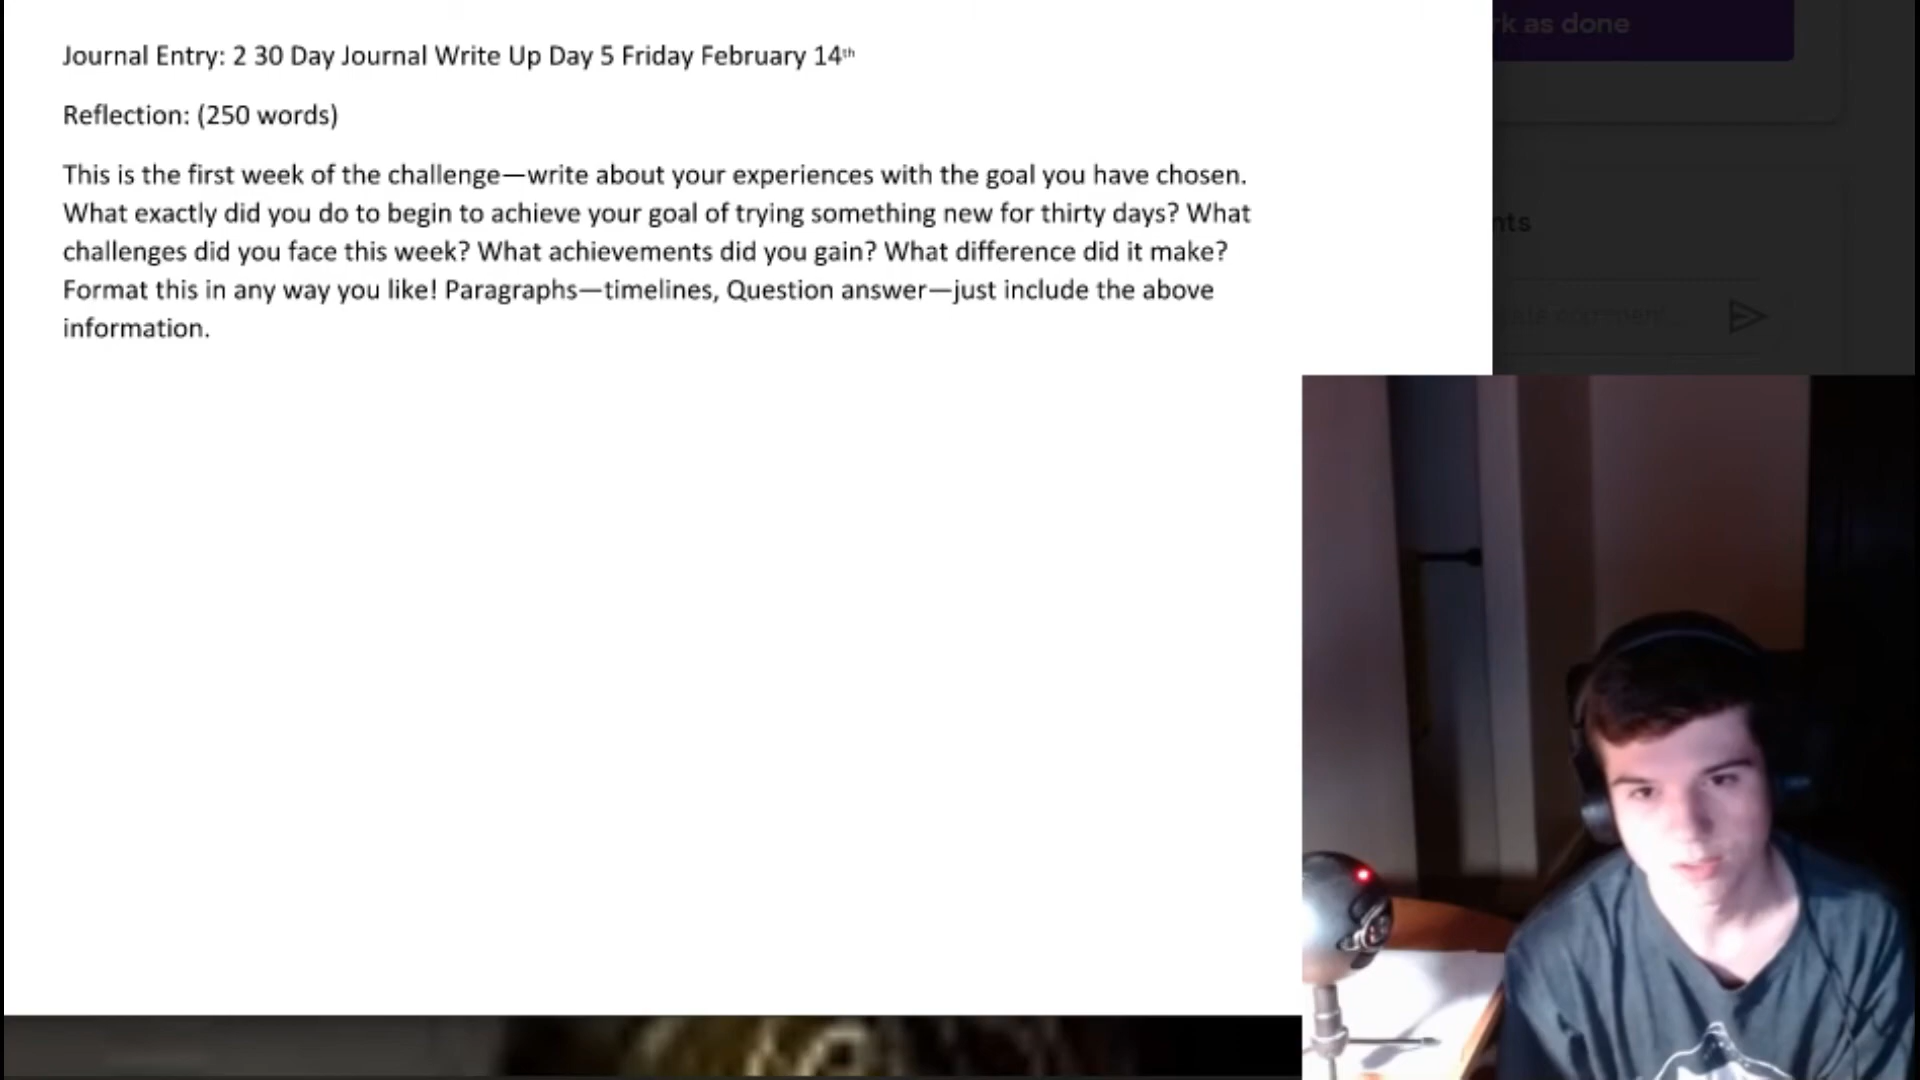 Journal Entry: 2 30 Day Journal Write Up Day 5 Friday February 14th
as done
Reflection: (250 words)
This is the first week of the challenge—write about your experiences with the goal you have chosen.
What exactly did you do to begin to achieve your goal of trying something new for thirty days? What
challenges did you face this week? What achievements did you gain? What difference did it make?
Format this in any way you like! Paragraphs—timelines, Question answer—just include the above
information.